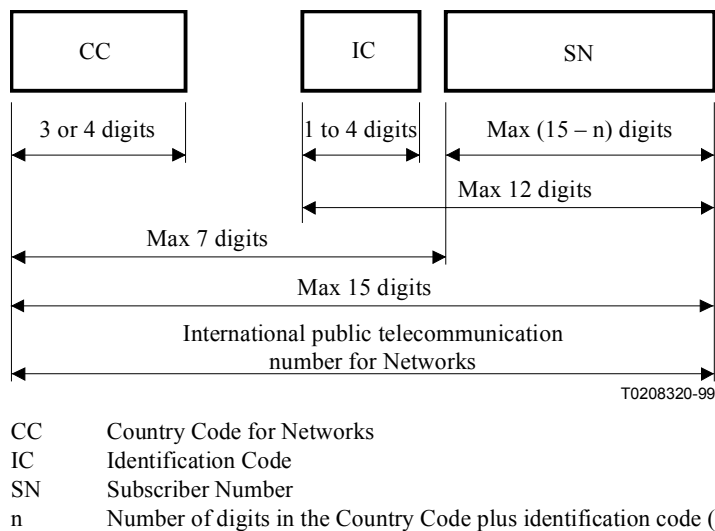 CC IC SN
3 or 4 digits 1 to 4 digits Max (15 – n) digits
Max 12 digits
Max 7 digits
Max 15 digits
International public telecommunication
number for Networks
T0208320-99
CC Country Code for Networks
IC Identification Code
SN Subscriber Number
n Number of digits in the Country Code plus identification code (